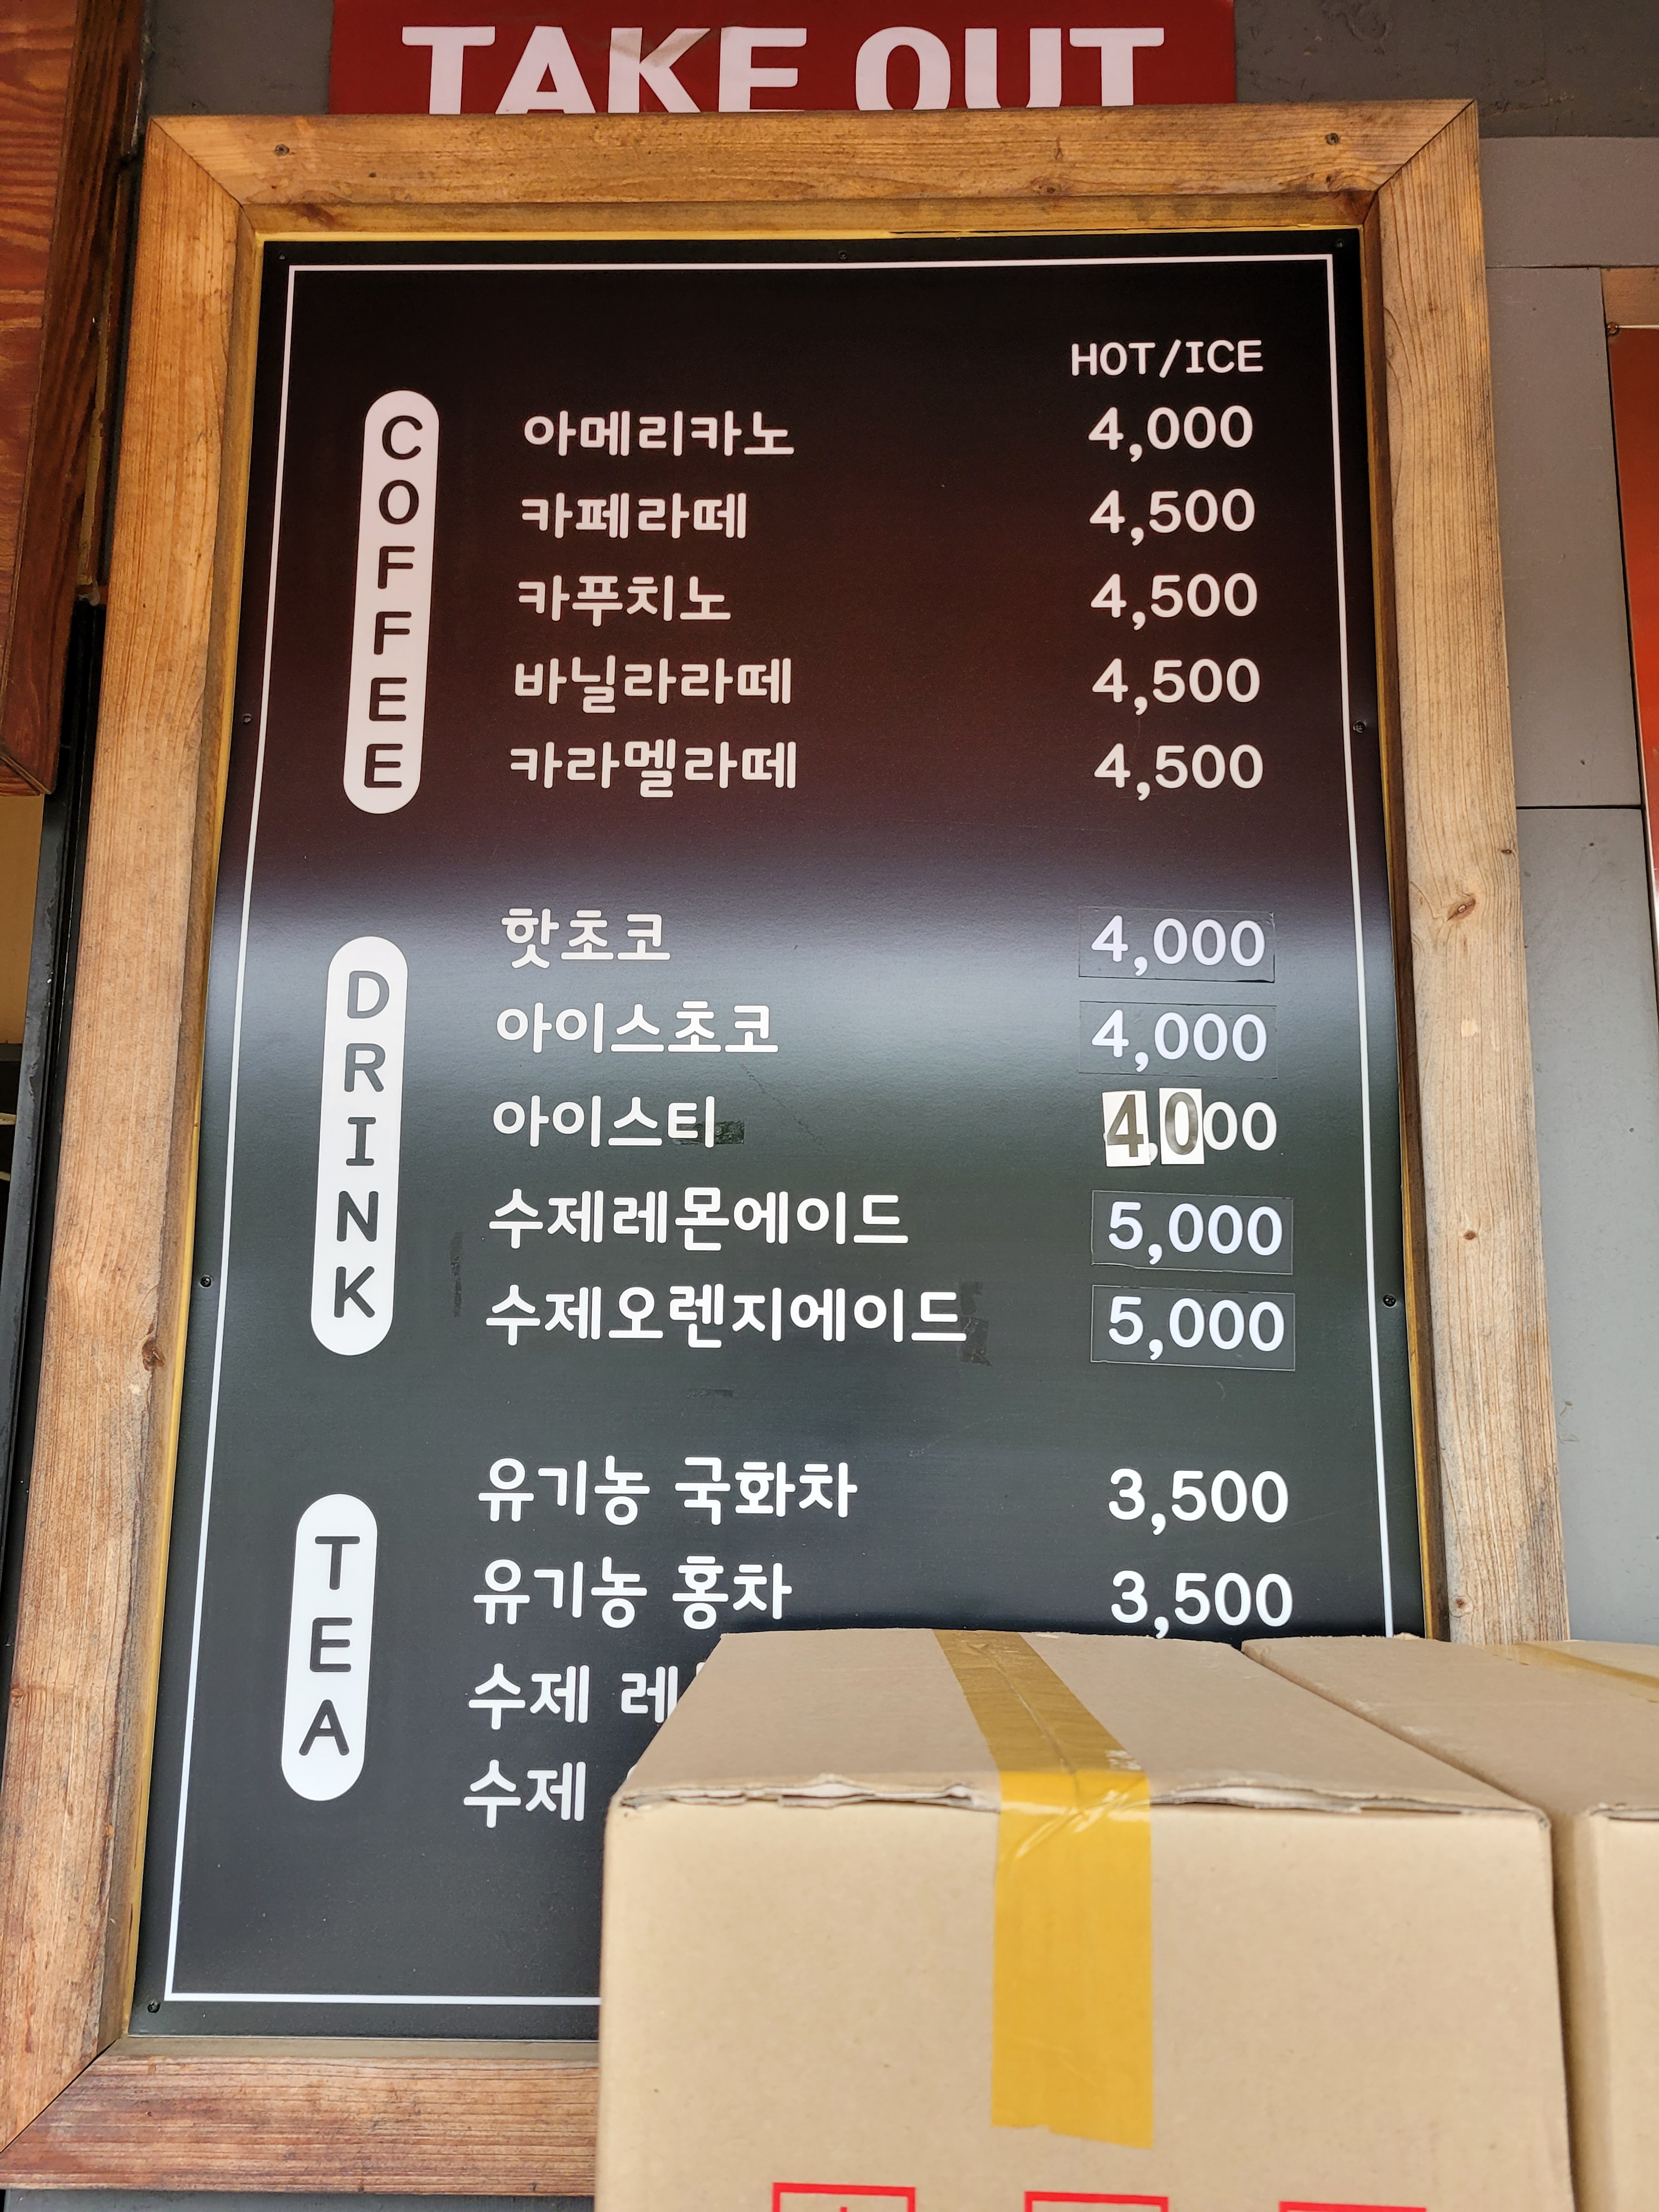 TAKE OUT
HOT/ICE
COFFEE
아메리카노 4,000
카페라떼 4,500
카푸치노 4,500
바닐라라떼 4,500
카라멜라떼 4,500
DRINK
핫초코 4,000
아이스초코 4,000
아이스티 4,000
수제레몬에이드 5,000
수제오렌지에이드 5,000
TEA
유기농 국화차 3,500
유기농 홍차 3,500
수제 레
수제